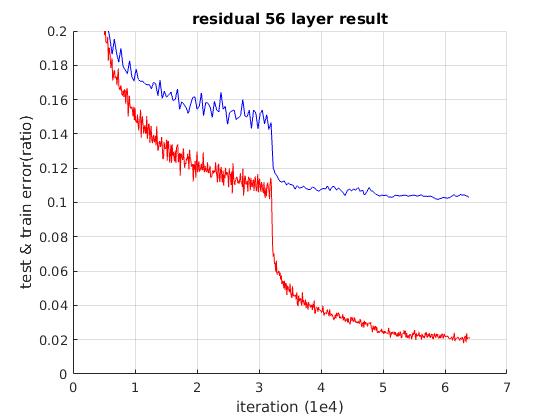 residual 56 layer result
test & train error(ratio)
0.2
0.18
0.16
0.14
0.12
0.1
0.08
0.06
0.04
0.02
0
0 1 2 3 4 5 6 7
iteration (1e4)